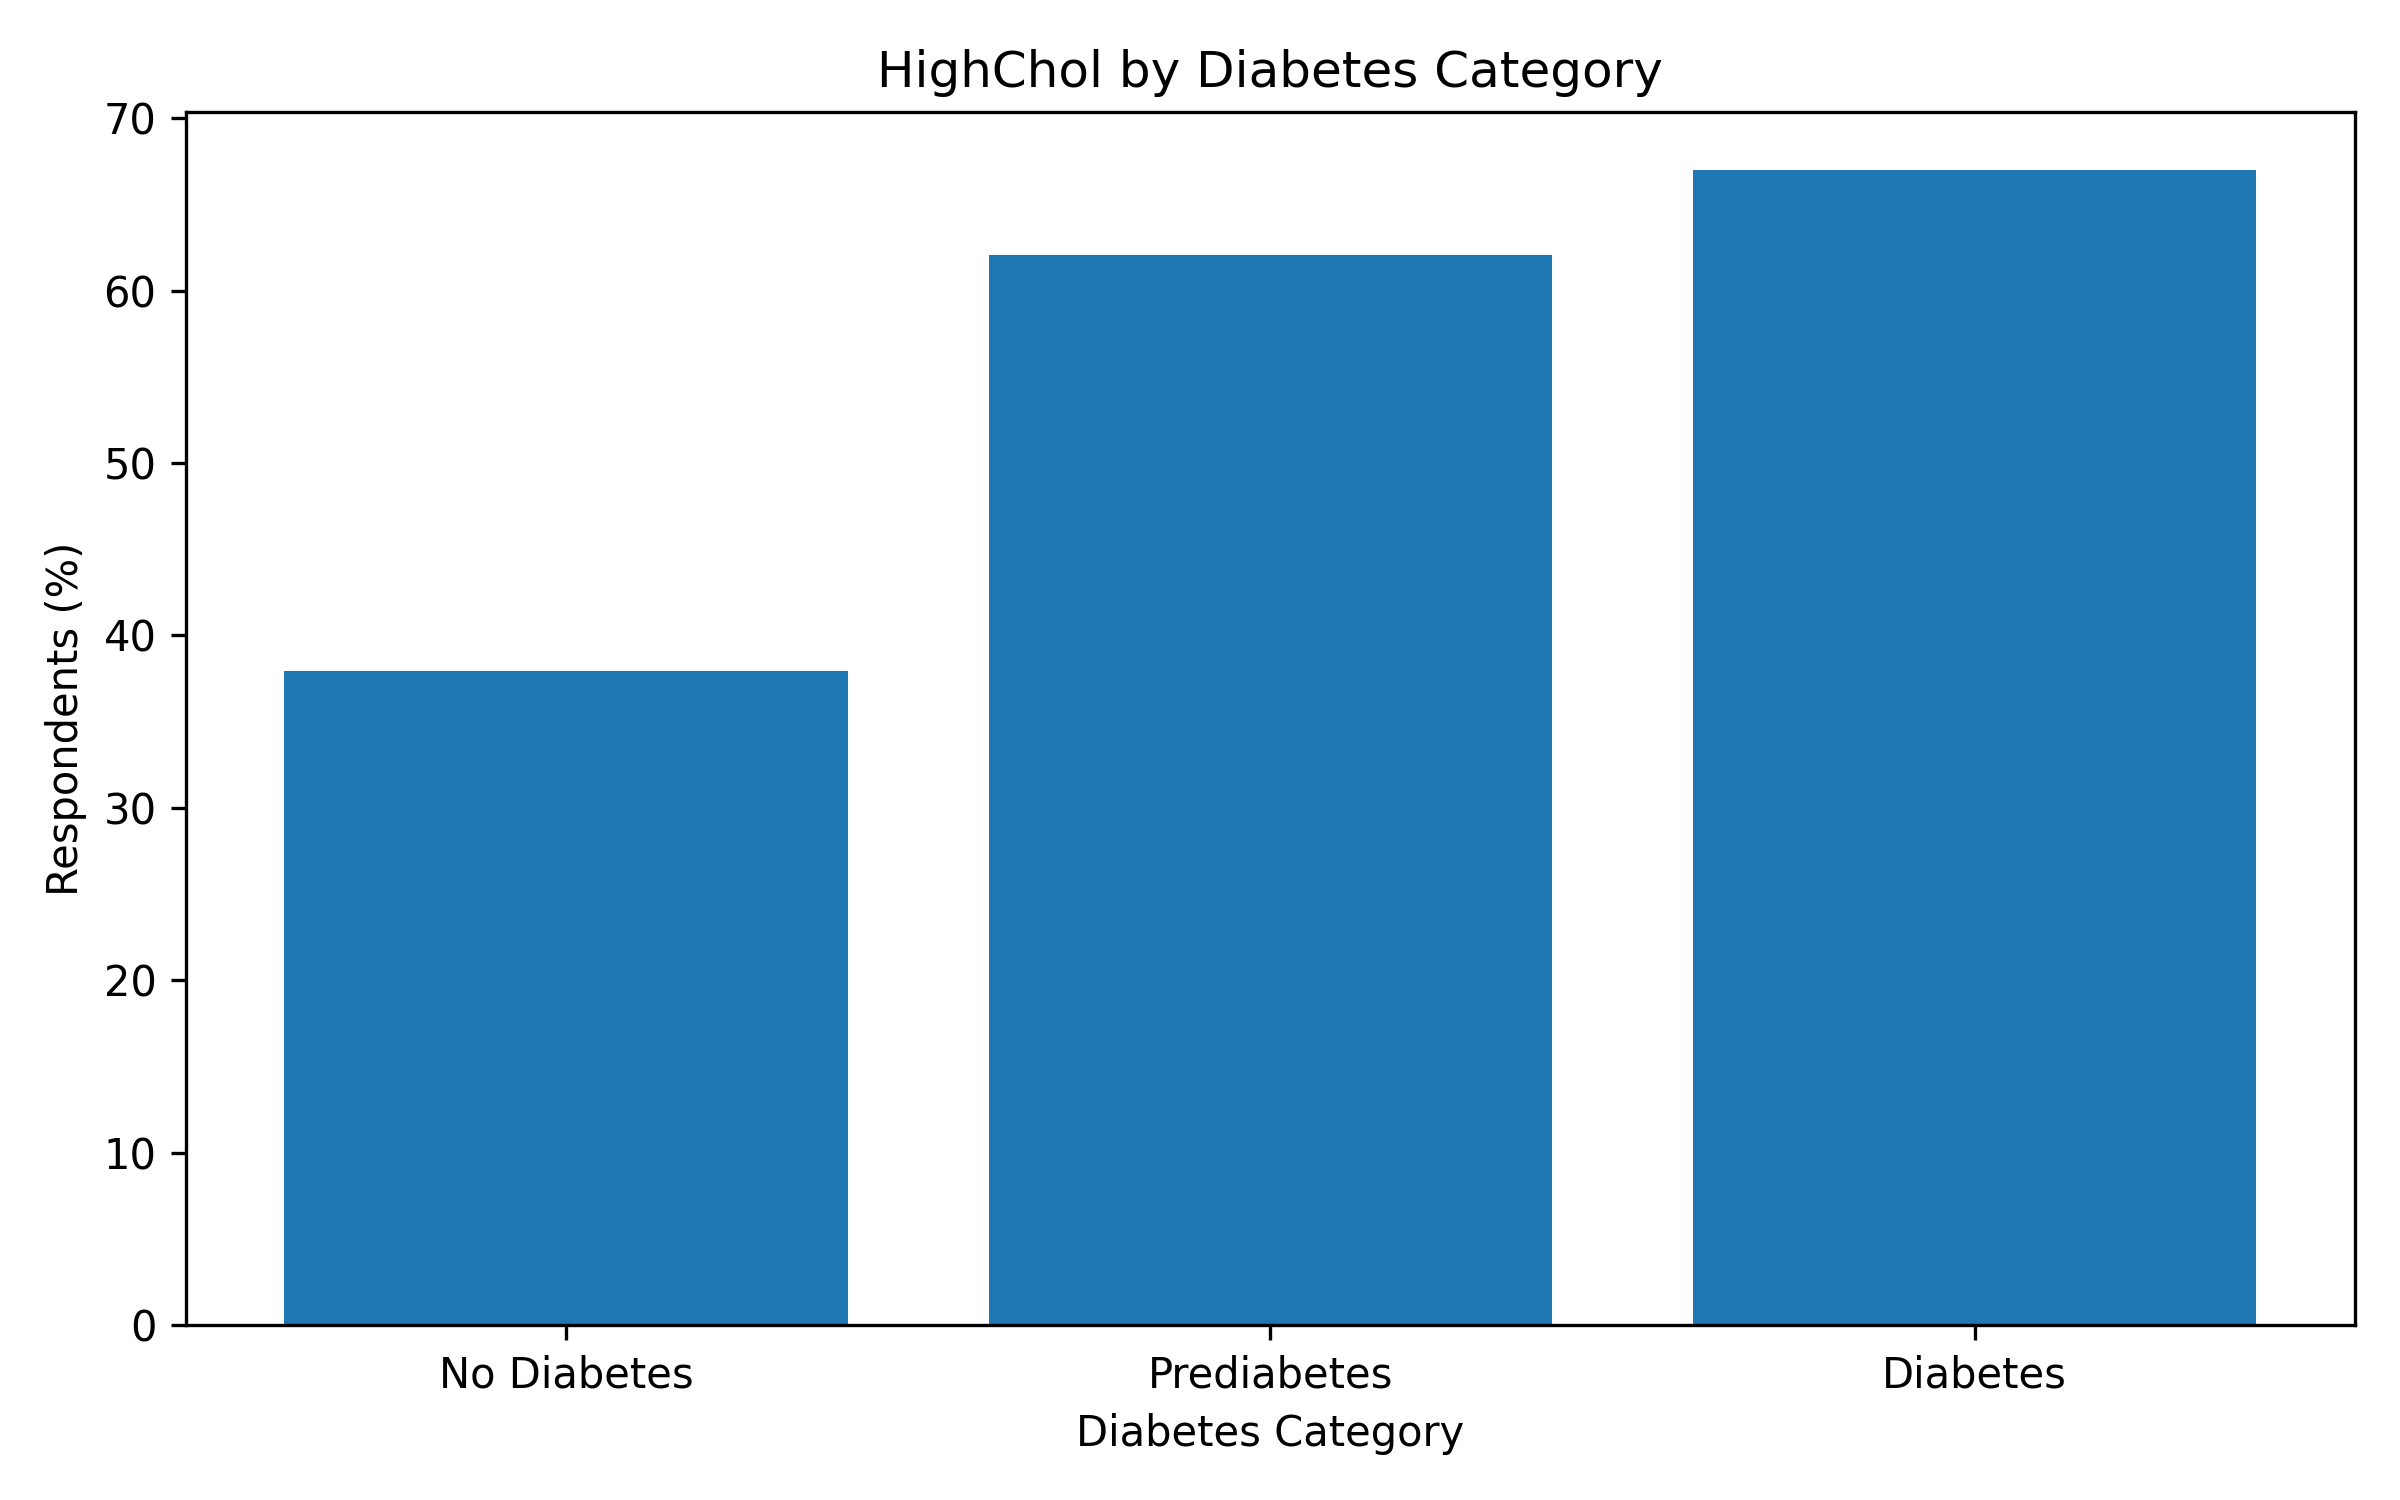 HighChol by Diabetes Category
Respondents (%)
70
60
50
40
30
20
10
0
No Diabetes Prediabetes Diabetes
Diabetes Category